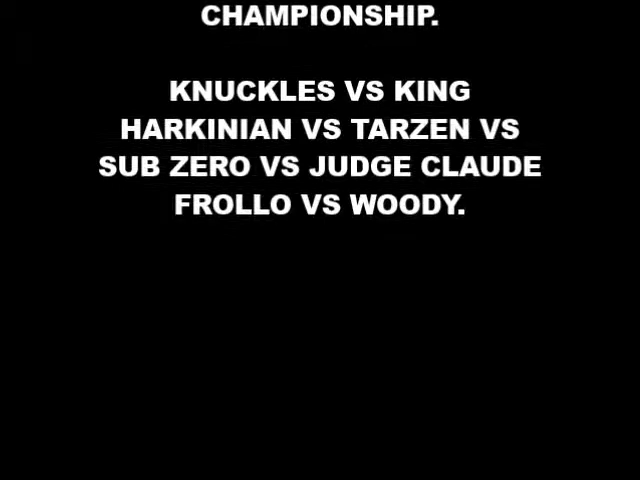 CHAMPIONSHIP.
KNUCKLES VS KING
HARKINIAN VS TARZEN VS
SUB ZERO VS JUDGE CLAUDE
FROLLO VS WOODY.